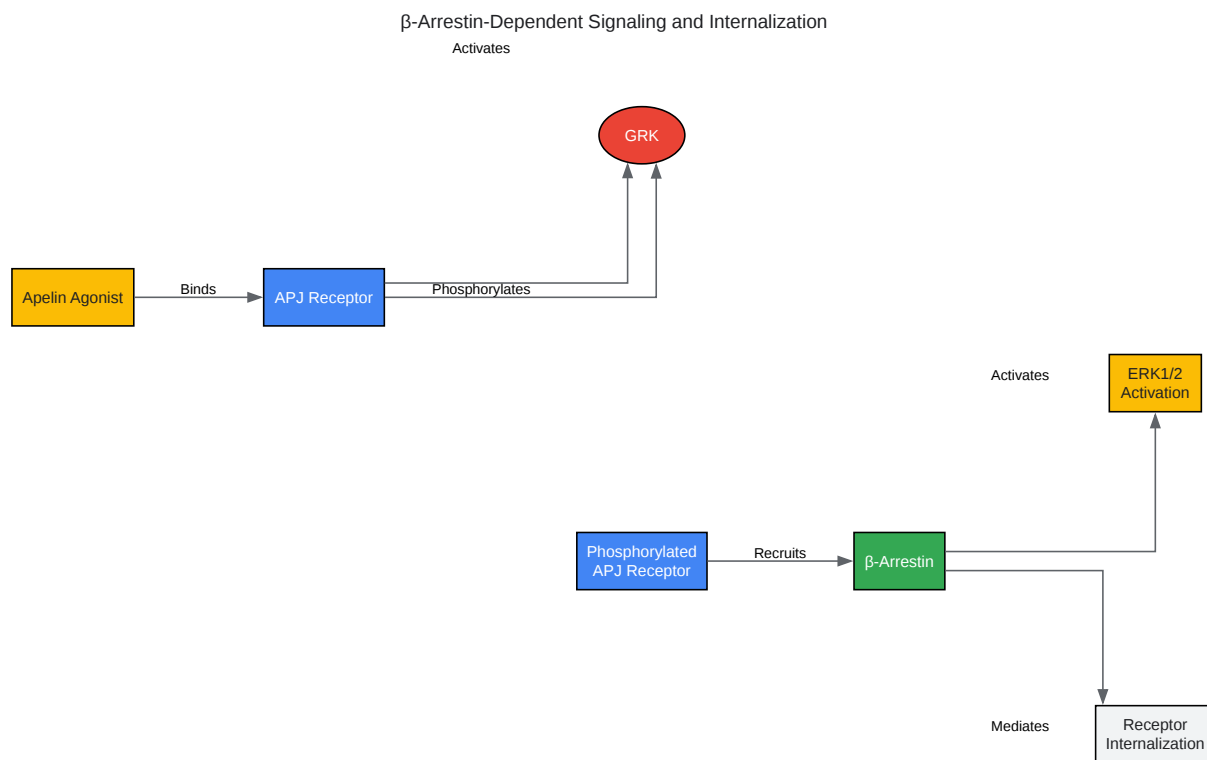 β-Arrestin-Dependent Signaling and Internalization
Activates
GRK
Apelin Agonist
Binds
APJ Receptor
Phosphorylates
Activates
ERK1/2
Activation
Phosphorylated
APJ Receptor
Recruits
β-Arrestin
Mediates
Receptor
Internalization